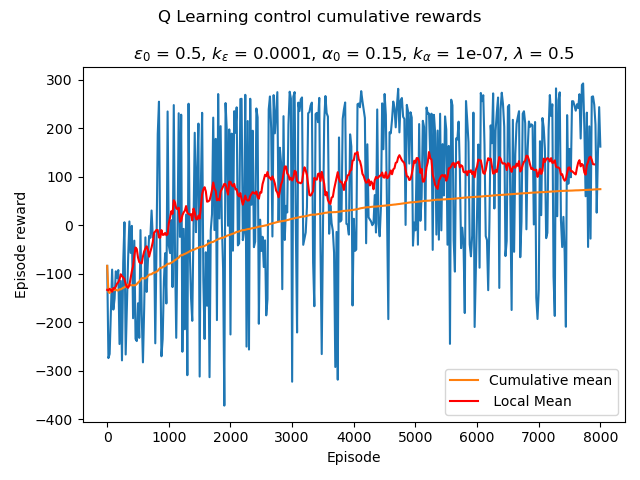 Q Learning control cumulative rewards
ε₀ = 0.5, kε = 0.0001, α₀ = 0.15, kα = 1e-07, λ = 0.5
300
200
100
0
−100
−200
−300
−400
Episode reward
Cumulative mean
Local Mean
0 1000 2000 3000 4000 5000 6000 7000 8000
Episode